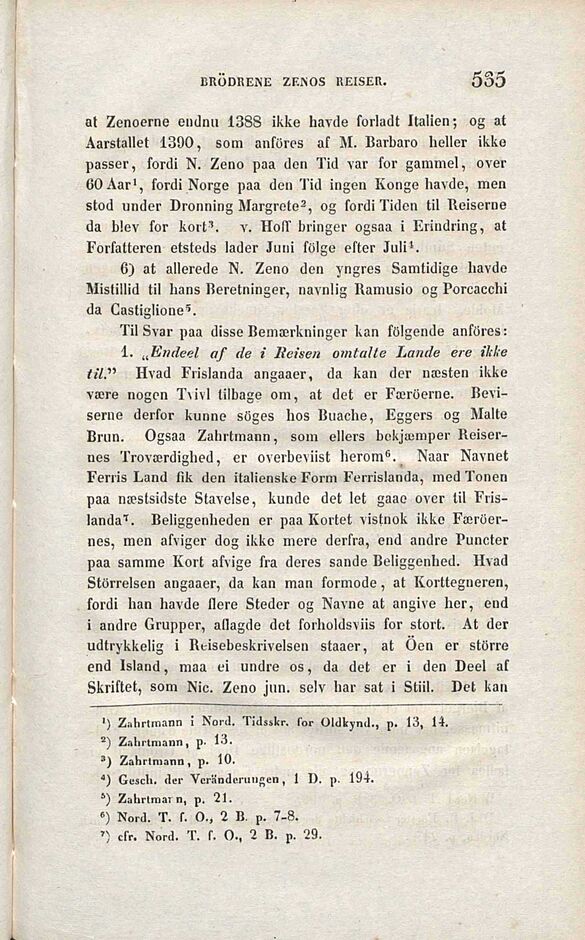 BRÖDRENE ZENOS REISER. 535
at Zenoerne endnu 1388 ikke havde forladt Italien; og at
Aarstallet 1390, som anföres af M. Barbaro heller ikke
passer, fordi N. Zeno paa den Tid var for gammel, over
60 Aar¹, fordi Norge paa den Tid ingen Konge havde, men
stod under Dronning Margrete², og fordi Tiden til Reiserne
da blev for kort³. v. Hoff bringer ogsaa i Erindring, at
Forfatteren etsteds lader Juni fölge efter Juli⁴.
6) at allerede N. Zeno den yngres Samtidige havde
Mistillid til hans Beretninger, navnlig Ramusio og Porcacchi
da Castiglione⁵.
Til Svar paa disse Bemærkninger kan fölgende anföres:
1. „Endeel af de i Reisen omtalte Lande ere ikke
til.” Hvad Frislanda angaaer, da kan der næsten ikke
være nogen Tvivl tilbage om, at det er Færöerne. Bevi-
serne derfor kunne söges hos Buache, Eggers og Malte
Brun. Ogsaa Zahrtmann, som ellers bekjæmper Reiser-
nes Troværdighed, er overbeviist herom⁶. Naar Navnet
Ferris Land fik den italienske Form Ferrislanda, med Tonen
paa næstsidste Stavelse, kunde det let gaae over til Fris-
landa⁷. Beliggenheden er paa Kortet vistnok ikke Færöer-
nes, men afviger dog ikke mere derfra, end andre Puncter
paa samme Kort afvige fra deres sande Beliggenhed. Hvad
Störrelsen angaaer, da kan man formode, at Korttegneren,
fordi han havde flere Steder og Navne at angive her, end
i andre Grupper, aflagde det forholdsviis for stort. At der
udtrykkelig i Reisebeskrivelsen staaer, at Öen er större
end Island, maa ei undre os, da det er i den Deel af
Skriftet, som Nic. Zeno jun. selv har sat i Stiil. Det kan
¹) Zahrtmann i Nord. Tidsskr. for Oldkynd., p. 13, 14.
²) Zahrtmann, p. 13.
³) Zahrtmann, p. 10.
⁴) Gesch. der Veränderungen, 1 D. p. 194.
⁵) Zahrtmann, p. 21.
⁶) Nord. T. f. O., 2 B. p. 7-8.
⁷) cfr. Nord. T. f. O., 2 B. p. 29.